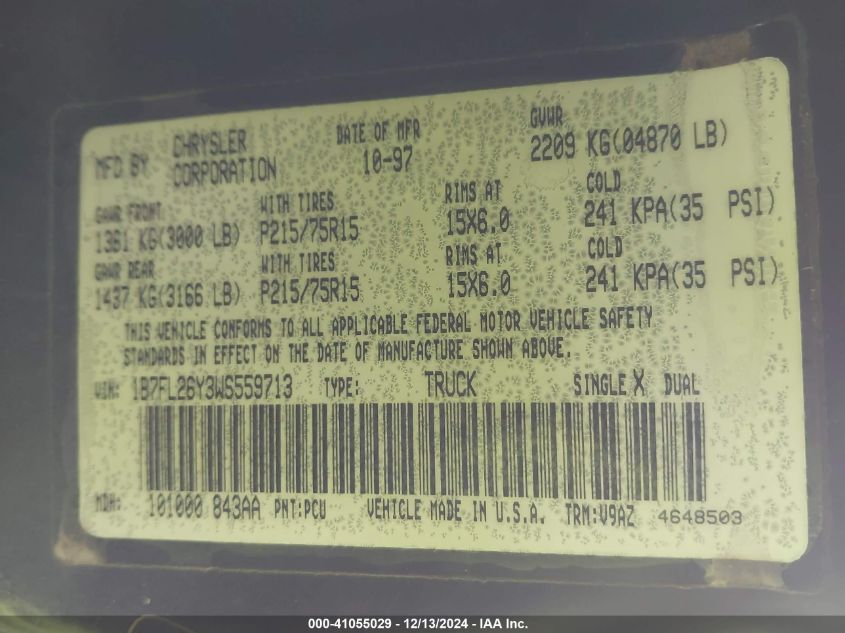 MFD BY CHRYSLER CORPORATION DATE OF MFR 10-97 GVWR 2209 KG(04870 LB)
GAWR FRONT WITH TIRES RIMS AT COLD
1361 KG(3000 LB) P215/75R15 15X6.0 241 KPA(35 PSI)
GAWR REAR WITH TIRES RIMS AT COLD
1437 KG(3166 LB) P215/75R15 15X6.0 241 KPA(35 PSI)
THIS VEHICLE CONFORMS TO ALL APPLICABLE FEDERAL MOTOR VEHICLE SAFETY
STANDARDS IN EFFECT ON THE DATE OF MANUFACTURE SHOWN ABOVE.
VIN: 1B7FL26Y3WS559713 TYPE: TRUCK SINGLE X DUAL
MDH: 101000 843AA PNT:PCU VEHICLE MADE IN U.S.A. TRM:V9AZ 4648503
000-41055029 - 12/13/2024 - IAA Inc.